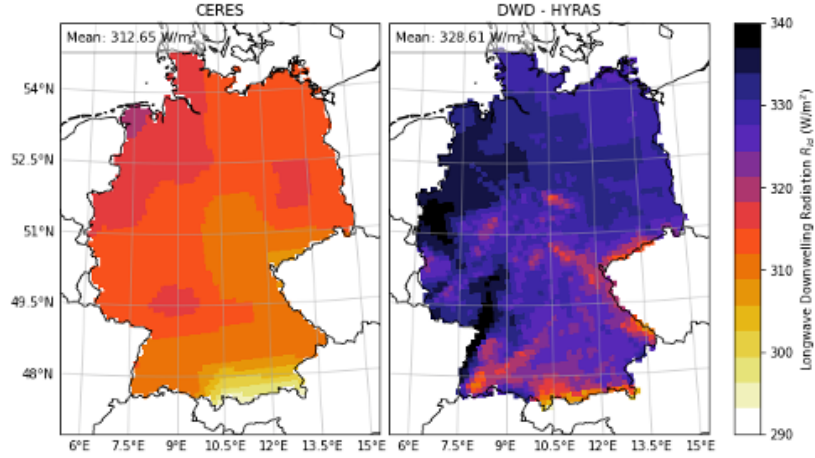 CERES
DWD - HYRAS
Mean: 312.65 W/m²
Mean: 328.61 W/m²
54°N
52.5°N
51°N
49.5°N
48°N
6°E 7.5°E 9°E 10.5°E 12°E 13.5°E 15°E
6°E 7.5°E 9°E 10.5°E 12°E 13.5°E 15°E
340
330
320
310
300
290
Longwave Downwelling Radiation R_ld (W/m²)